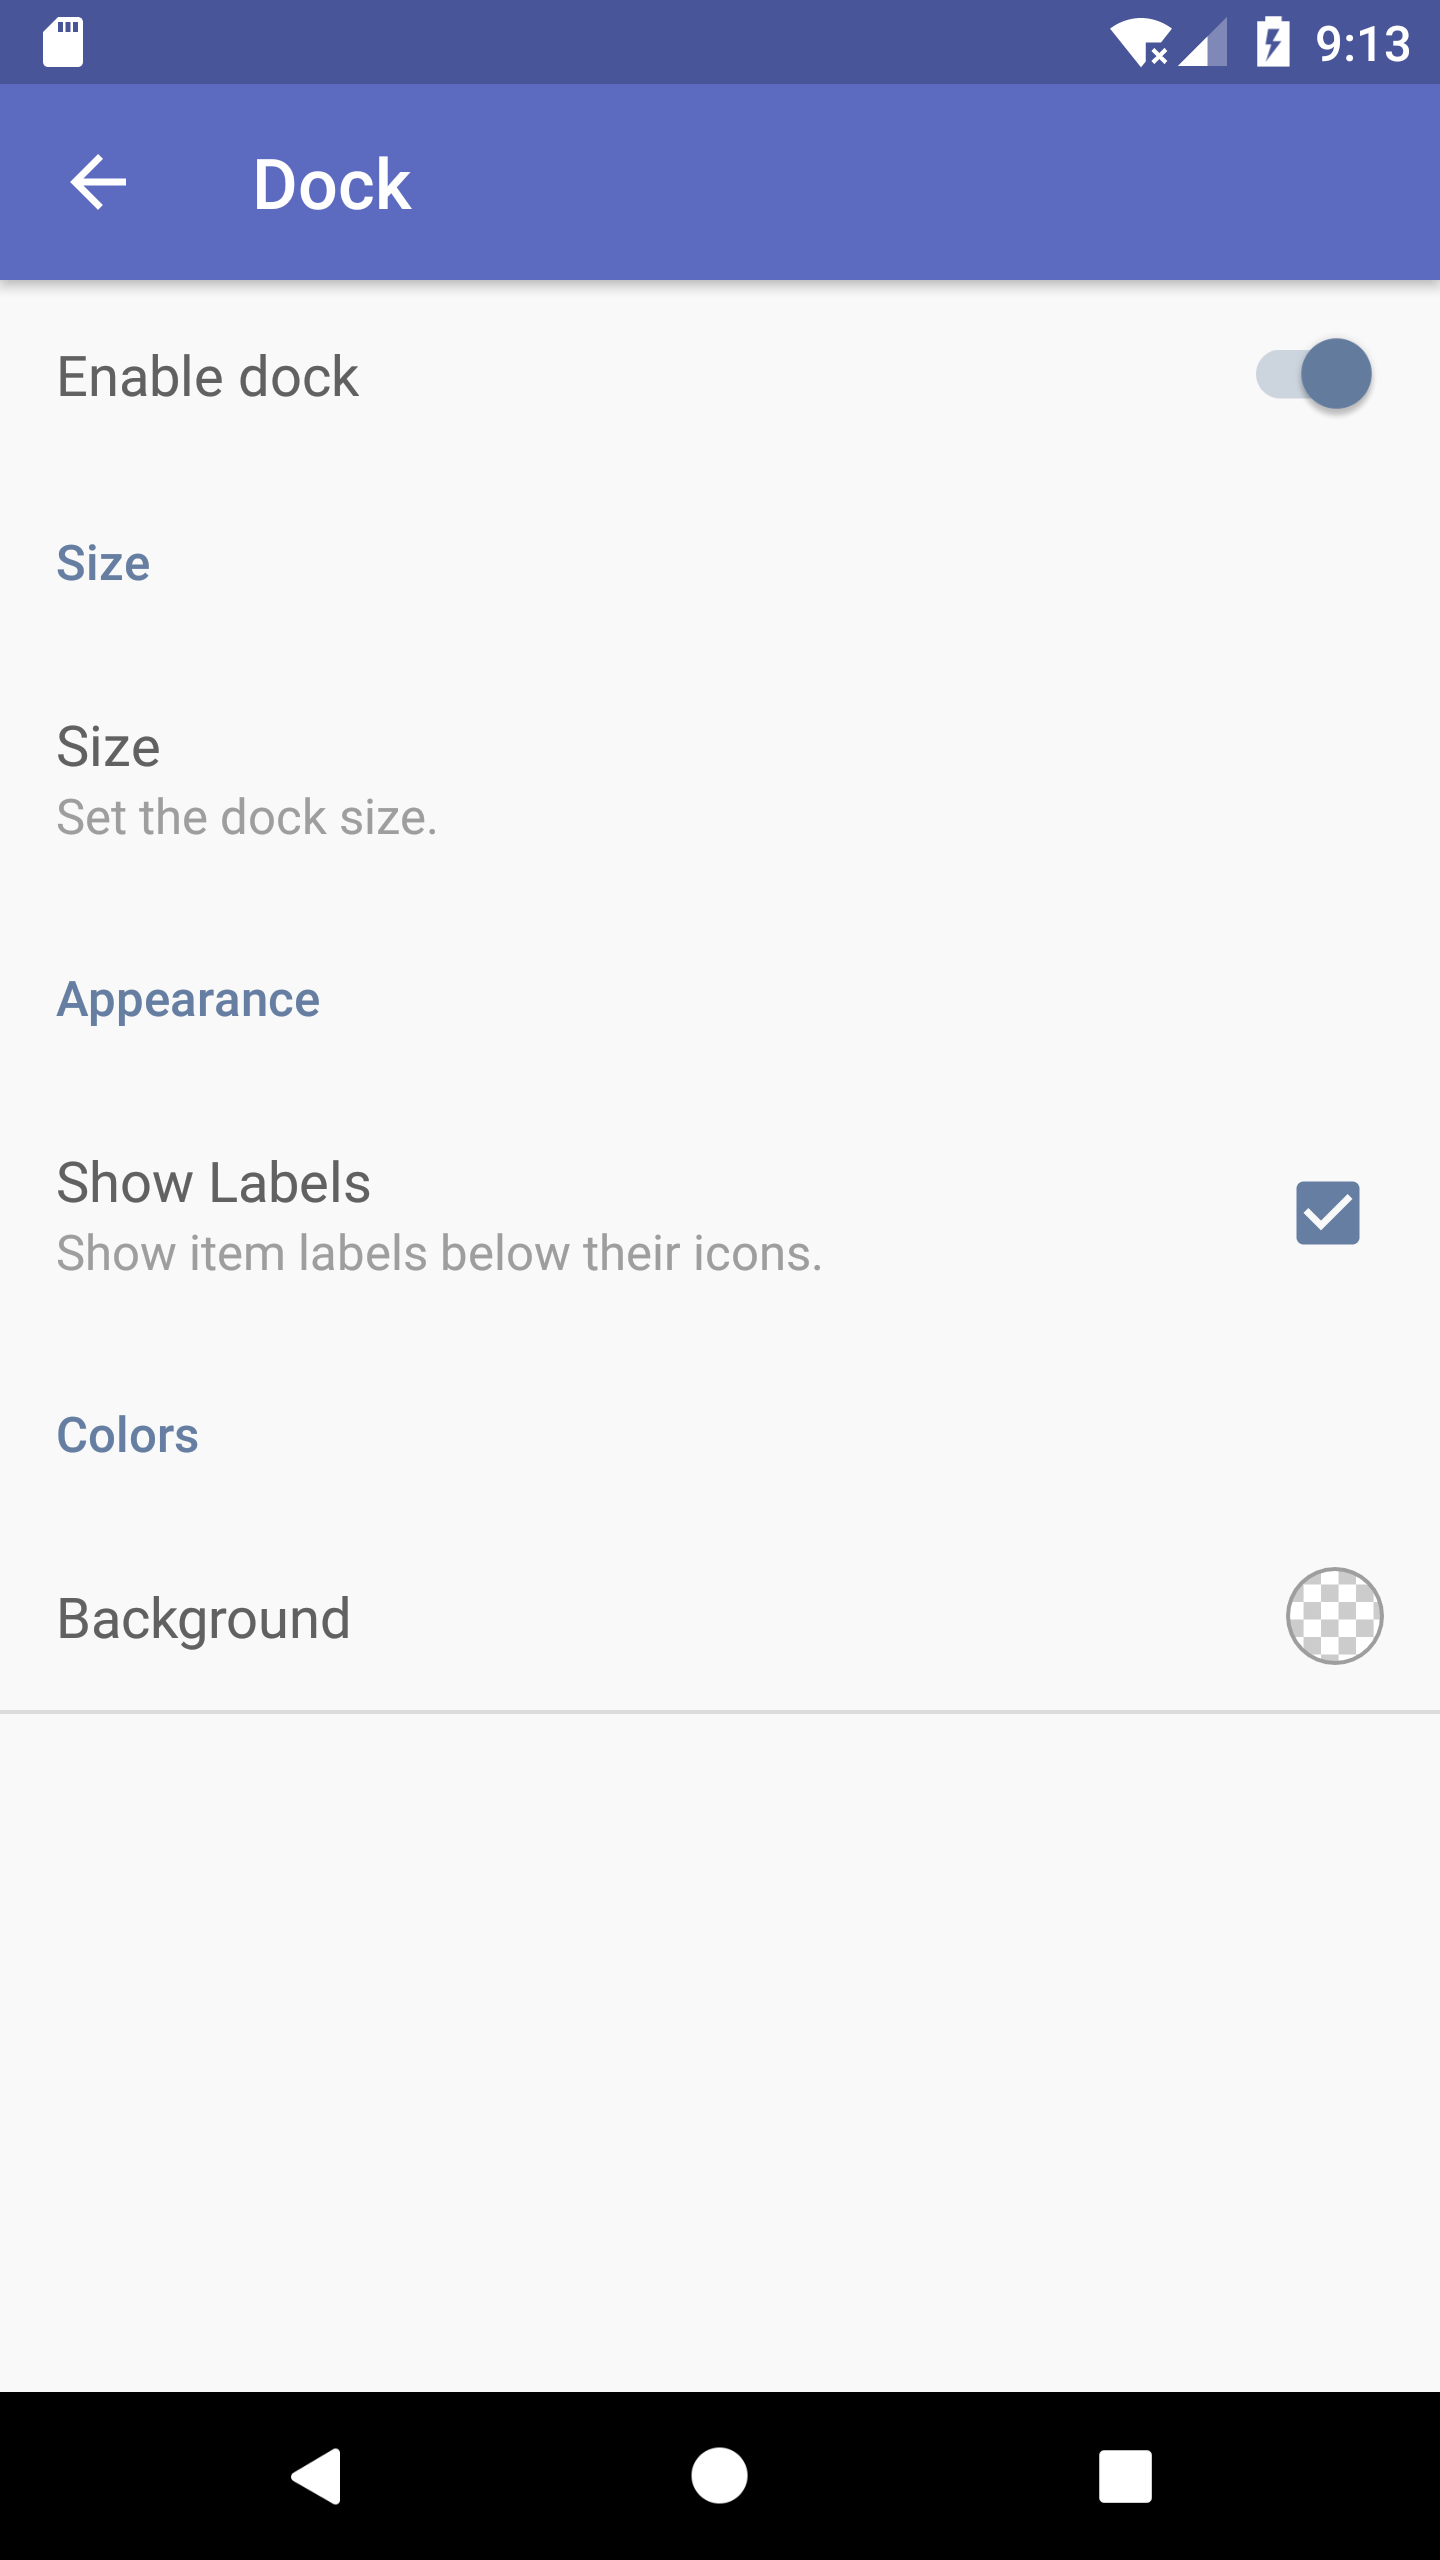 9:13
Dock
Enable dock
Size
Size
Set the dock size.
Appearance
Show Labels
Show item labels below their icons.
Colors
Background